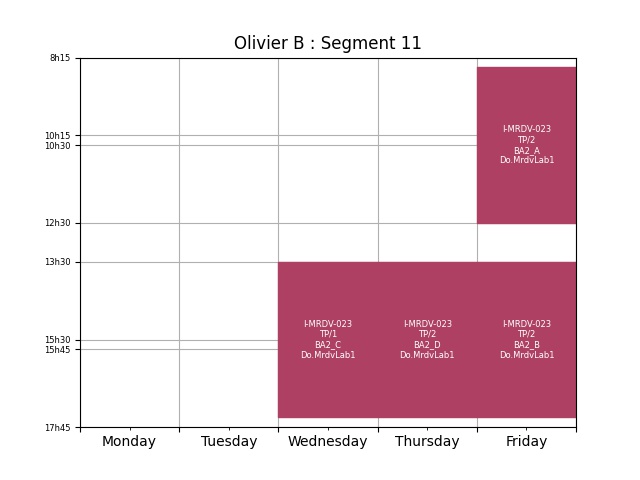 Olivier B : Segment 11
8h15
10h15
10h30
12h30
13h30
15h30
15h45
17h45
I-MRDV-023
TP/2
BA2_A
Do.MrdvLab1
I-MRDV-023
TP/1
BA2_C
Do.MrdvLab1
I-MRDV-023
TP/2
BA2_D
Do.MrdvLab1
I-MRDV-023
TP/2
BA2_B
Do.MrdvLab1
Monday
Tuesday
Wednesday
Thursday
Friday